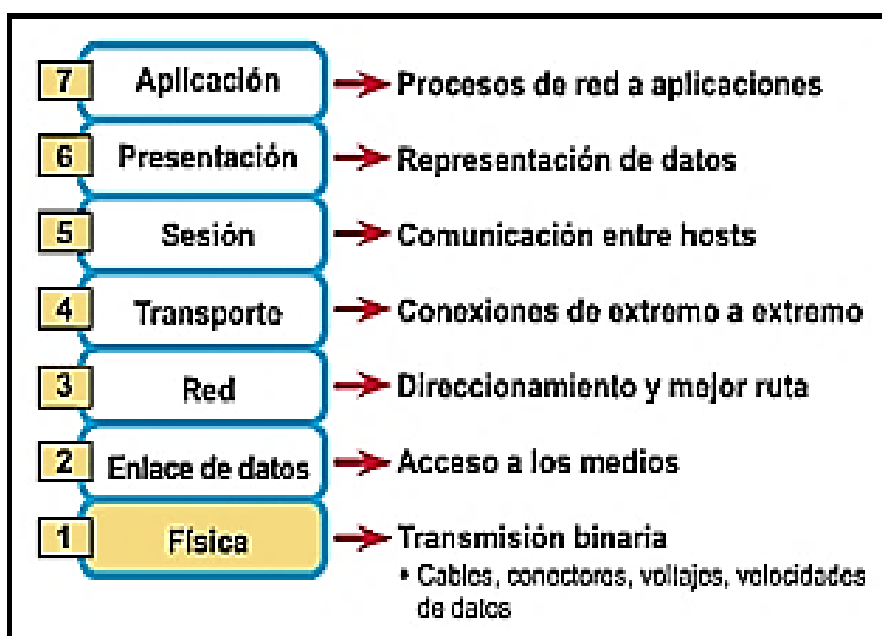 7 Aplicación Procesos de red a aplicaciones
6 Presentación Representación de datos
5 Sesión Comunicación entre hosts
4 Transporte Conexiones de extremo a extremo
3 Red Direccionamiento y mejor ruta
2 Enlace de datos Acceso a los medios
1 Física Transmisión binaria
• Cables, conectores, voltajes, velocidades
de datos